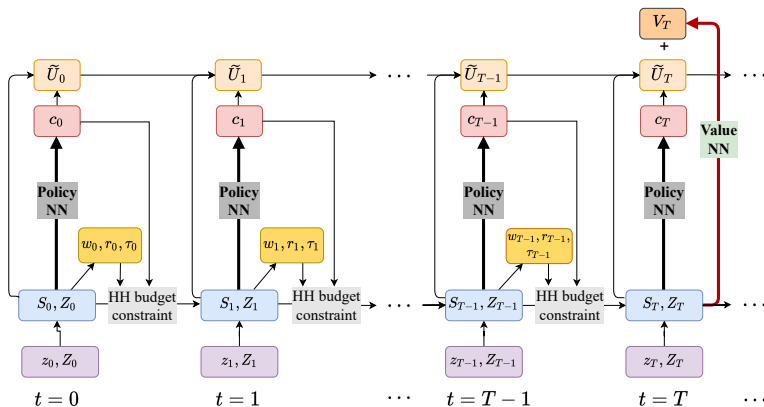 V_T
+
Ũ_0
Ũ_1
...
Ũ_{T-1}
Ũ_T
...
c_0
c_1
c_{T-1}
c_T
Value
NN
Policy
NN
Policy
NN
Policy
NN
Policy
NN
w_0, r_0, τ_0
w_1, r_1, τ_1
w_{T-1}, r_{T-1},
τ_{T-1}
S_0, Z_0
HH budget
constraint
S_1, Z_1
HH budget
constraint
...
S_{T-1}, Z_{T-1}
HH budget
constraint
S_T, Z_T
...
z_0, Z_0
z_1, Z_1
z_{T-1}, Z_{T-1}
z_T, Z_T
t = 0
t = 1
...
t = T − 1
t = T
...